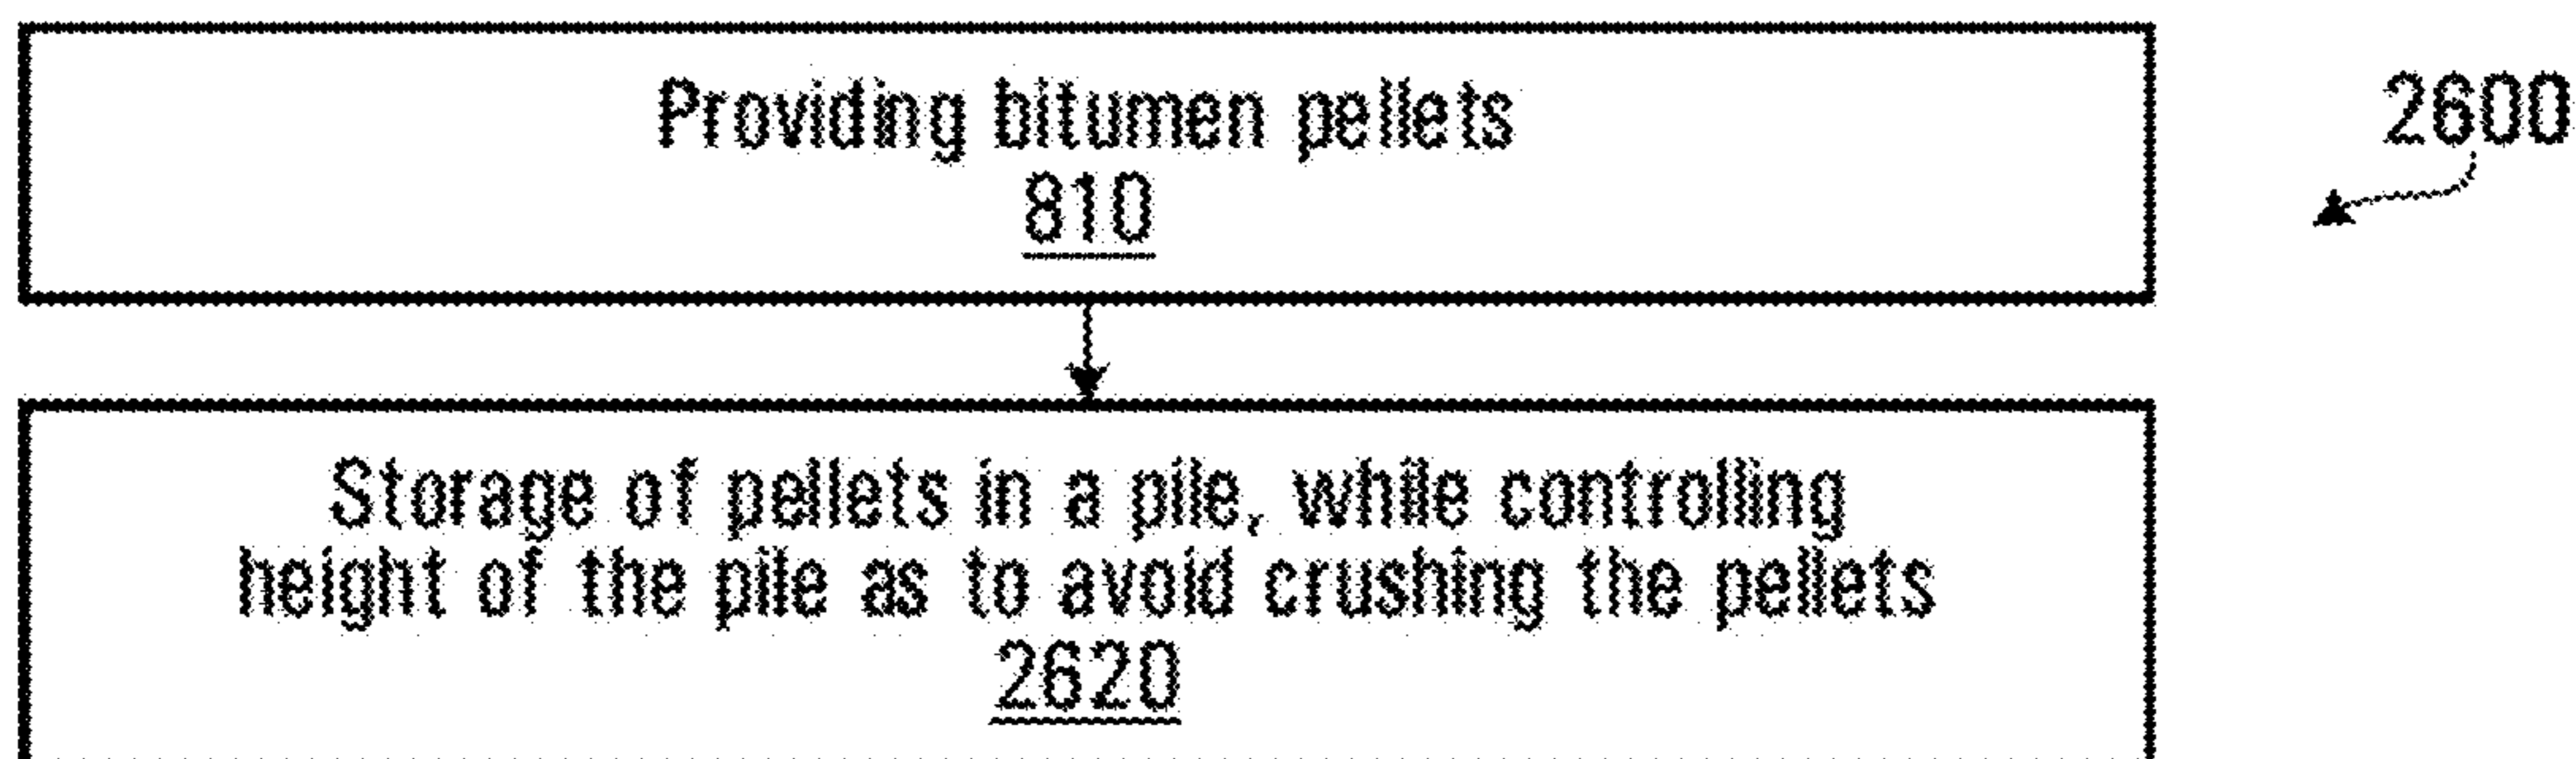 Providing bitumen pellets
810
2600
Storage of pellets in a pile, while controlling
height of the pile as to avoid crushing the pellets
2620